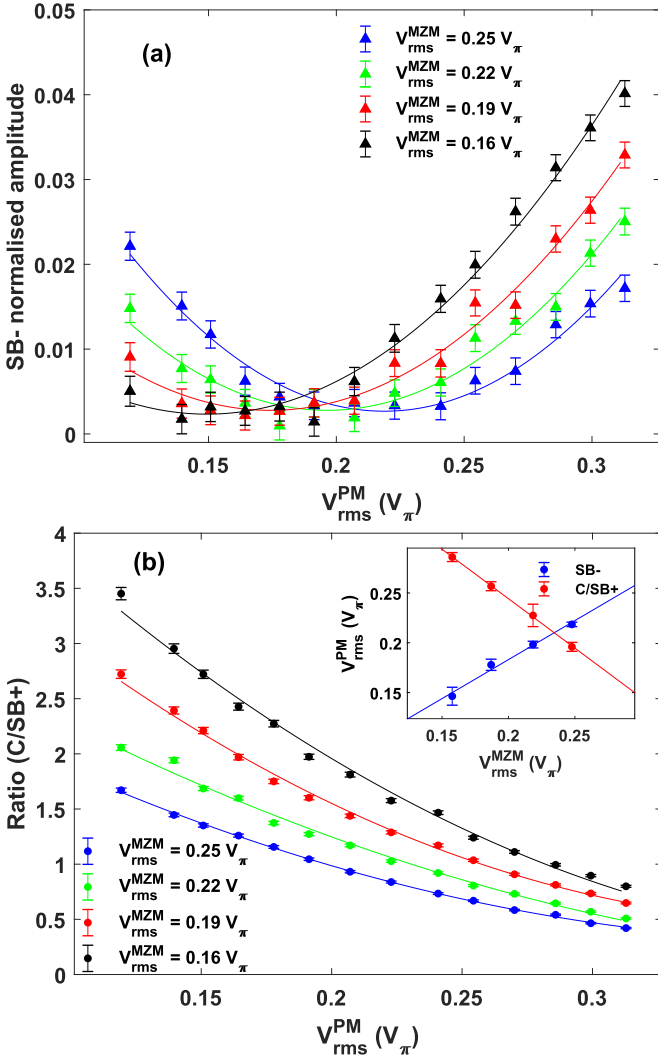 0.05
0.04
0.03
0.02
0.01
0
SB- normalised amplitude
(a)
V_rms^MZM = 0.25 V_π
V_rms^MZM = 0.22 V_π
V_rms^MZM = 0.19 V_π
V_rms^MZM = 0.16 V_π
0.15 0.2 0.25 0.3
V_rms^PM (V_π)
4
3.5
3
2.5
2
1.5
1
0.5
0
Ratio (C/SB+)
(b)
SB-
C/SB+
0.25
0.2
0.15
V_rms^PM (V_π)
0.15 0.2 0.25
V_rms^MZM (V_π)
V_rms^MZM = 0.25 V_π
V_rms^MZM = 0.22 V_π
V_rms^MZM = 0.19 V_π
V_rms^MZM = 0.16 V_π
0.15 0.2 0.25 0.3
V_rms^PM (V_π)